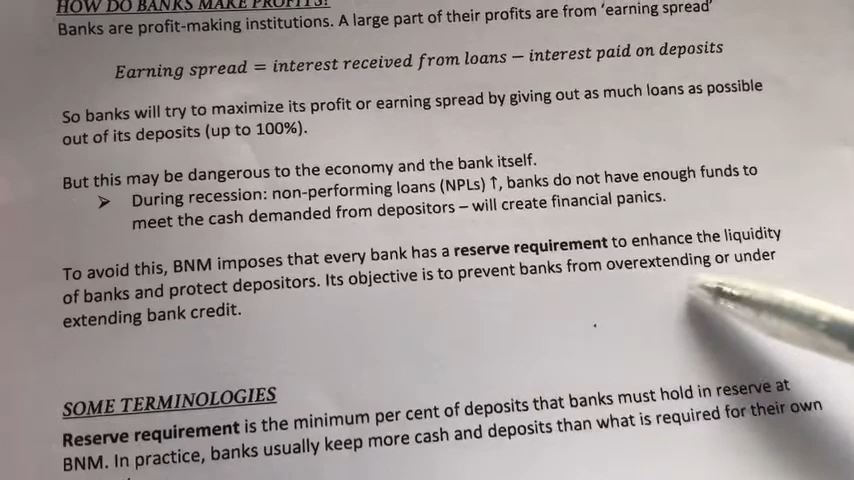 HOW DO BANKS MAKE PROFITS?
Banks are profit-making institutions. A large part of their profits are from ‘earning spread’
Earning spread = interest received from loans − interest paid on deposits
So banks will try to maximize its profit or earning spread by giving out as much loans as possible
out of its deposits (up to 100%).
But this may be dangerous to the economy and the bank itself.
➢ During recession: non-performing loans (NPLs) ↑, banks do not have enough funds to
meet the cash demanded from depositors – will create financial panics.
To avoid this, BNM imposes that every bank has a reserve requirement to enhance the liquidity
of banks and protect depositors. Its objective is to prevent banks from overextending or under
extending bank credit.
SOME TERMINOLOGIES
Reserve requirement is the minimum per cent of deposits that banks must hold in reserve at
BNM. In practice, banks usually keep more cash and deposits than what is required for their own